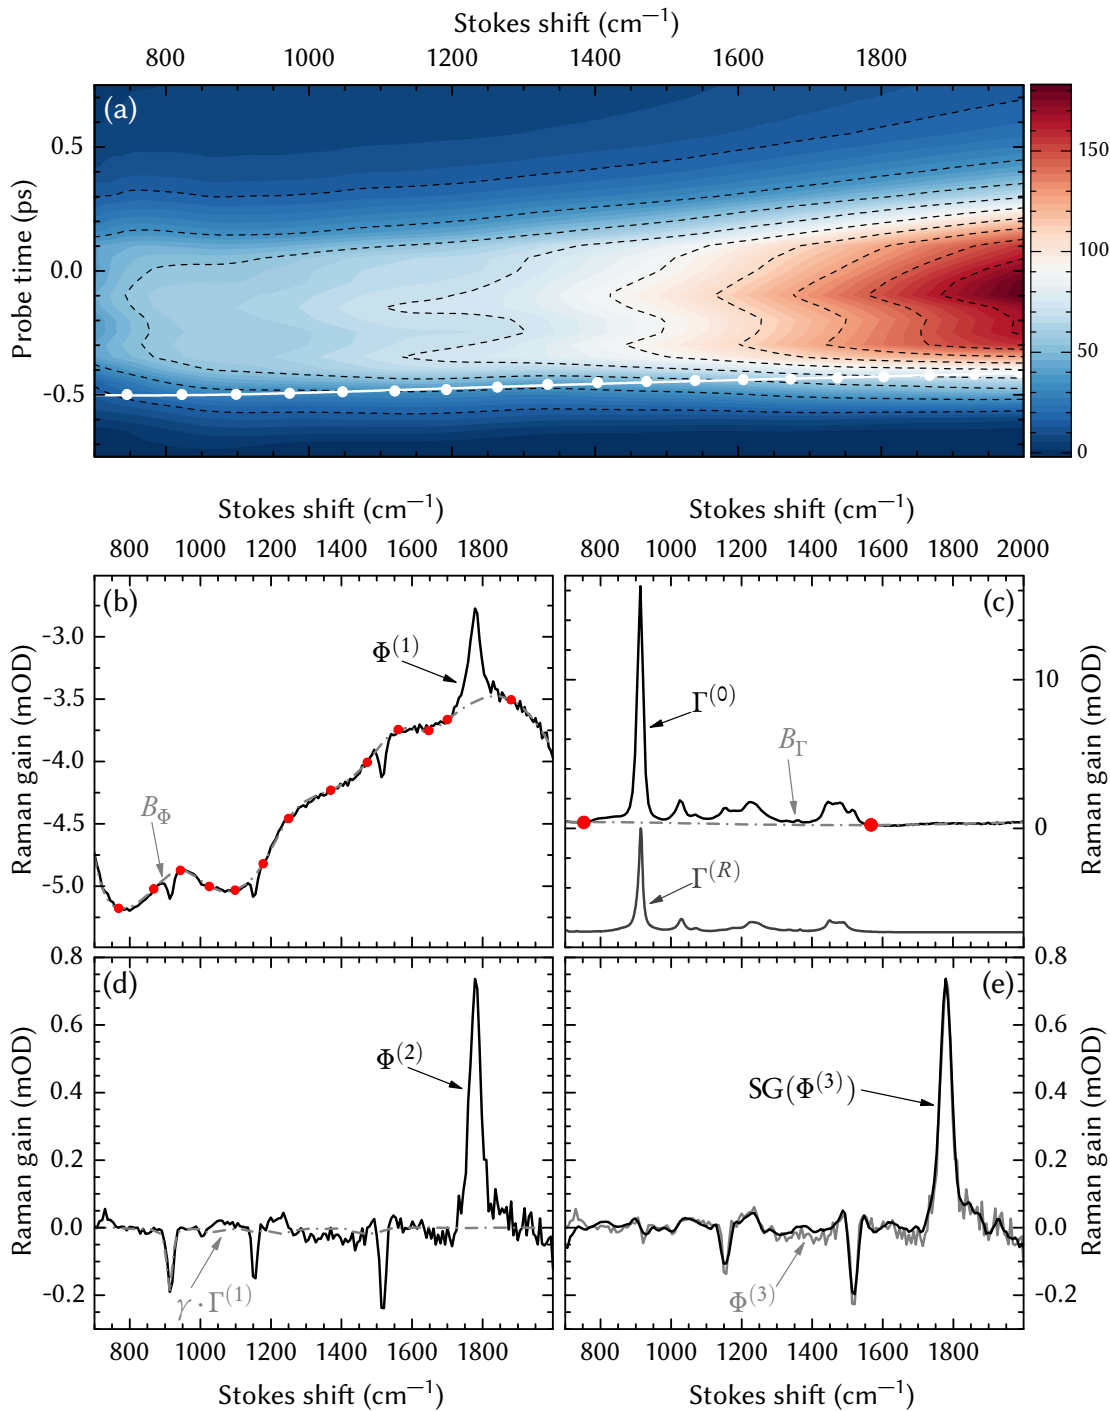 Stokes shift (cm⁻¹)
800 1000 1200 1400 1600 1800
(a)
Probe time (ps)
0.5
0.0
-0.5
150
100
50
0
Stokes shift (cm⁻¹)
800 1000 1200 1400 1600 1800
(b)
Raman gain (mOD)
-3.0
-3.5
-4.0
-4.5
-5.0
Φ⁽¹⁾
B_Φ
Stokes shift (cm⁻¹)
800 1000 1200 1400 1600 1800 2000
(c)
Raman gain (mOD)
10
0
Γ⁽⁰⁾
B_Γ
Γ⁽ᴿ⁾
(d)
Raman gain (mOD)
0.8
0.6
0.4
0.2
0.0
-0.2
Φ⁽²⁾
γ·Γ⁽¹⁾
800 1000 1200 1400 1600 1800
Stokes shift (cm⁻¹)
(e)
Raman gain (mOD)
0.8
0.6
0.4
0.2
0.0
-0.2
SG(Φ⁽³⁾)
Φ⁽³⁾
800 1000 1200 1400 1600 1800
Stokes shift (cm⁻¹)